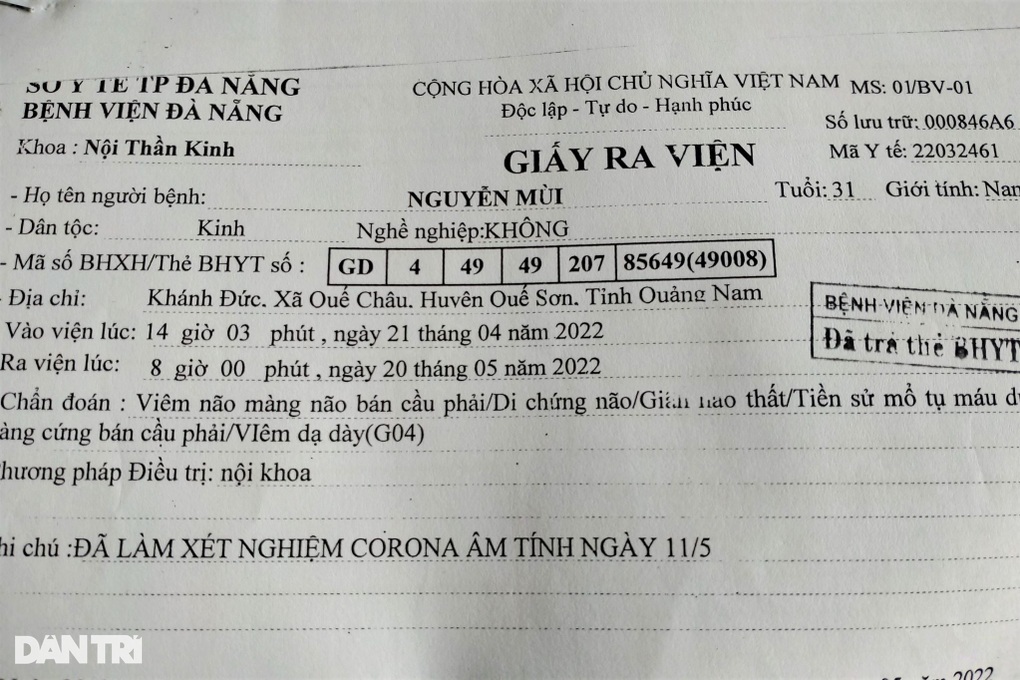 SỞ Y TẾ TP ĐÀ NẴNG
BỆNH VIỆN ĐÀ NẴNG
Khoa : Nội Thần Kinh
CỘNG HÒA XÃ HỘI CHỦ NGHĨA VIỆT NAM
Độc lập - Tự do - Hạnh phúc
GIẤY RA VIỆN
MS: 01/BV-01
Số lưu trữ: 000846A6
Mã Y tế: 22032461
- Họ tên người bệnh: NGUYỄN MÙI Tuổi: 31 Giới tính: Nam
- Dân tộc: Kinh Nghề nghiệp:KHÔNG
- Mã số BHXH/Thẻ BHYT số : GD 4 49 49 207 85649(49008)
Địa chỉ: Khánh Đức, Xã Quế Châu, Huyện Quế Sơn, Tỉnh Quảng Nam
BỆNH VIỆN ĐÀ NẴNG
Đã trả thẻ BHYT
Vào viện lúc: 14 giờ 03 phút , ngày 21 tháng 04 năm 2022
Ra viện lúc: 8 giờ 00 phút , ngày 20 tháng 05 năm 2022
Chẩn đoán : Viêm não màng não bán cầu phải/Di chứng não/Giãn não thất/Tiền sử mổ tụ máu
àng cứng bán cầu phải/VIêm dạ dày(G04)
hương pháp Điều trị: nội khoa
hi chú :ĐÃ LÀM XÉT NGHIỆM CORONA ÂM TÍNH NGÀY 11/5
DÂN TRÍ
năm 2022